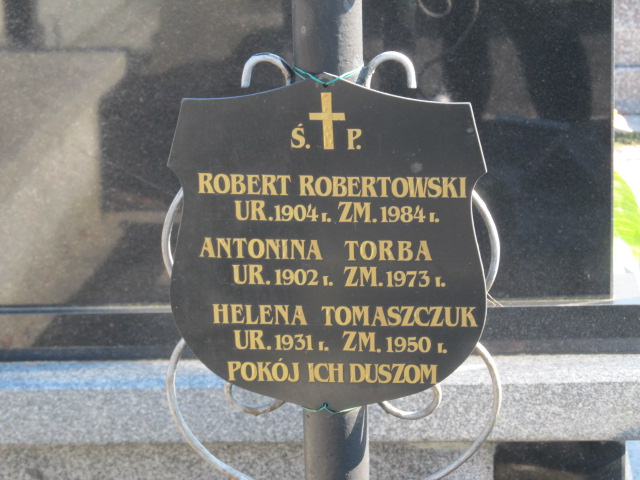 Ś. P.
ROBERT ROBERTOWSKI
UR. 1904 r. ZM. 1984 r.
ANTONINA TORBA
UR. 1902 r. ZM. 1973 r.
HELENA TOMASZCZUK
UR. 1931 r. ZM. 1950 r.
POKÓJ ICH DUSZOM